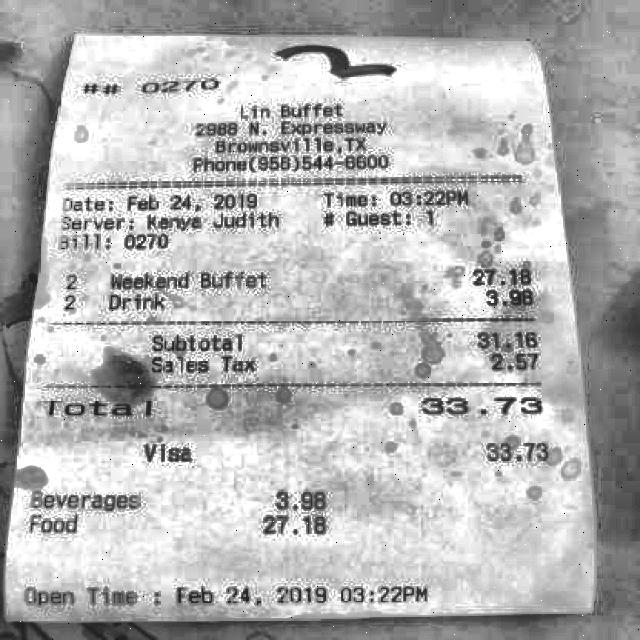 ## 0270
Lin Buffet
2988 N. Expressway
Brownsville,TX
Phone(956)544-6600
Date: Feb 24, 2019 Time: 03:22PM
Server: Kenya Judith # Guest: 1
Bill: 0270
2 Weekend Buffet 27.18
2 Drink 3.98
Subtotal 31.16
Sales Tax 2.57
Total 33.73
Visa 33.73
Beverages 3.98
Food 27.18
Open Time : Feb 24, 2019 03:22PM